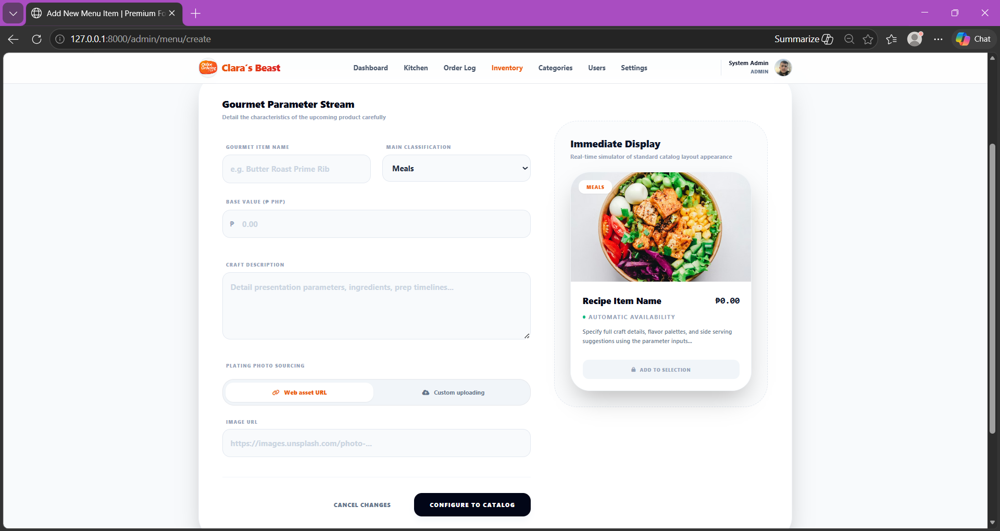 Add New Menu Item | Premium Fo
127.0.0.1:8000/admin/menu/create
Summarize
Chat
Online
Ordering
Clara's Beast
Dashboard
Kitchen
Order Log
Inventory
Categories
Users
Settings
System Admin
ADMIN
Gourmet Parameter Stream
Detail the characteristics of the upcoming product carefully
GOURMET ITEM NAME
MAIN CLASSIFICATION
e.g. Butter Roast Prime Rib
Meals
BASE VALUE (₱ PHP)
₱ 0.00
CRAFT DESCRIPTION
Detail presentation parameters, ingredients, prep timelines...
PLATING PHOTO SOURCING
Web asset URL
Custom uploading
IMAGE URL
https://images.unsplash.com/photo-...
CANCEL CHANGES
CONFIGURE TO CATALOG
Immediate Display
Real-time simulator of standard catalog layout appearance
MEALS
Recipe Item Name
₱0.00
AUTOMATIC AVAILABILITY
Specify full craft details, flavor palettes, and side serving
suggestions using the parameter inputs...
ADD TO SELECTION